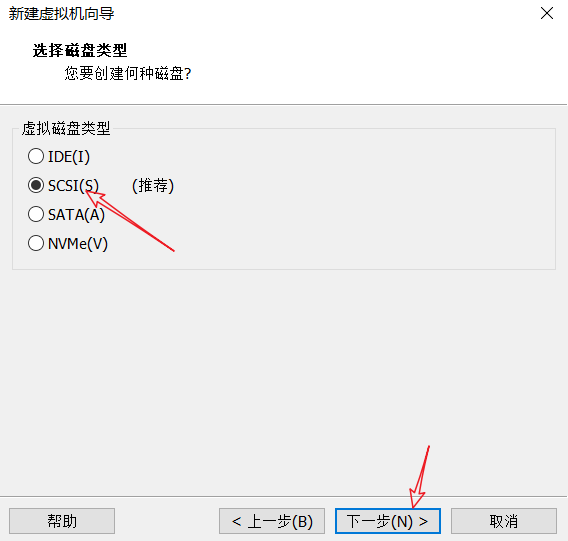 新建虚拟机向导
选择磁盘类型
您要创建何种磁盘?
虚拟磁盘类型
IDE(I)
SCSI(S) (推荐)
SATA(A)
NVMe(V)
帮助 < 上一步(B) 下一步(N) > 取消